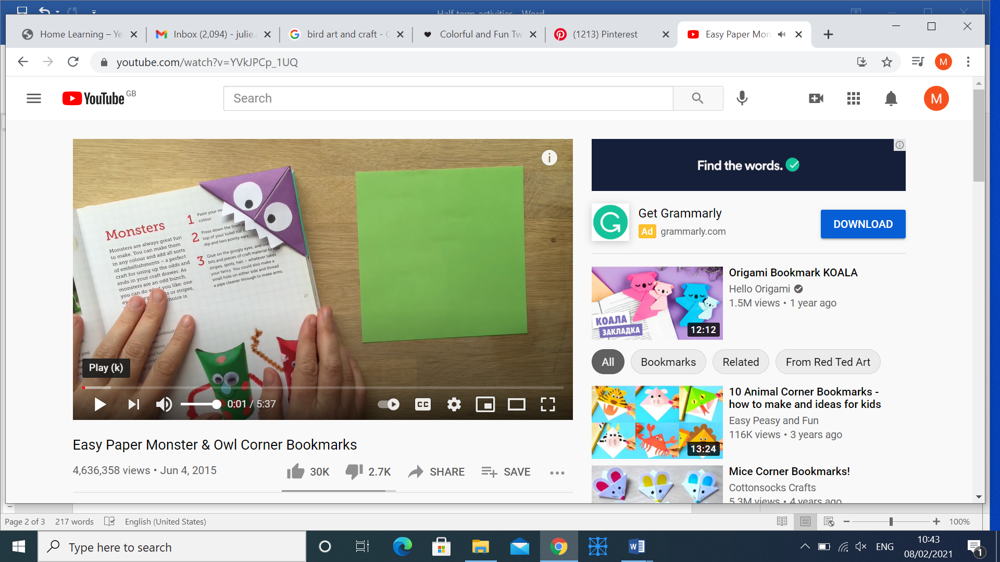 Half term activities - Word
Home Learning – Ye
Inbox (2,094) - julie.
bird art and craft - G
Colorful and Fun Tw
(1213) Pinterest
Easy Paper Mon
youtube.com/watch?v=YVkJPCp_1UQ
M
YouTube GB
Search
M
Monsters
Monsters are always great fun
to make. You can make them
in any colour and add all sorts
of embellishments – a perfect
craft for using up the odds and
ends in your craft drawer. As
monsters are an odd bunch,
you can do what you like: one
or stripes,
choice is
1 Paint your
colour.
2 Press down the front
top of your toilet roll
dip and two pointy ears.
3 Glue on the googly eyes, and use
bits and pieces of craft material to add
stripes, spots, hair – whatever takes
your fancy. You could also make a
small hole on either side and thread
a pipe cleaner through to make arms.
27
Play (k)
0:01 / 5:37
CC
Easy Paper Monster & Owl Corner Bookmarks
4,636,358 views • Jun 4, 2015
30K
2.7K
SHARE
SAVE
Find the words.
Get Grammarly
Ad grammarly.com
DOWNLOAD
КОАЛА
ЗАКЛАДКА
12:12
Origami Bookmark KOALA
Hello Origami
1.5M views • 1 year ago
All
Bookmarks
Related
From Red Ted Art
13:24
10 Animal Corner Bookmarks -
how to make and ideas for kids
Easy Peasy and Fun
116K views • 3 years ago
Mice Corner Bookmarks!
Cottonsocks Crafts
5.3M views • 4 years ago
Page 2 of 3
217 words
English (United States)
100%
Type here to search
ENG
10:43
08/02/2021
1